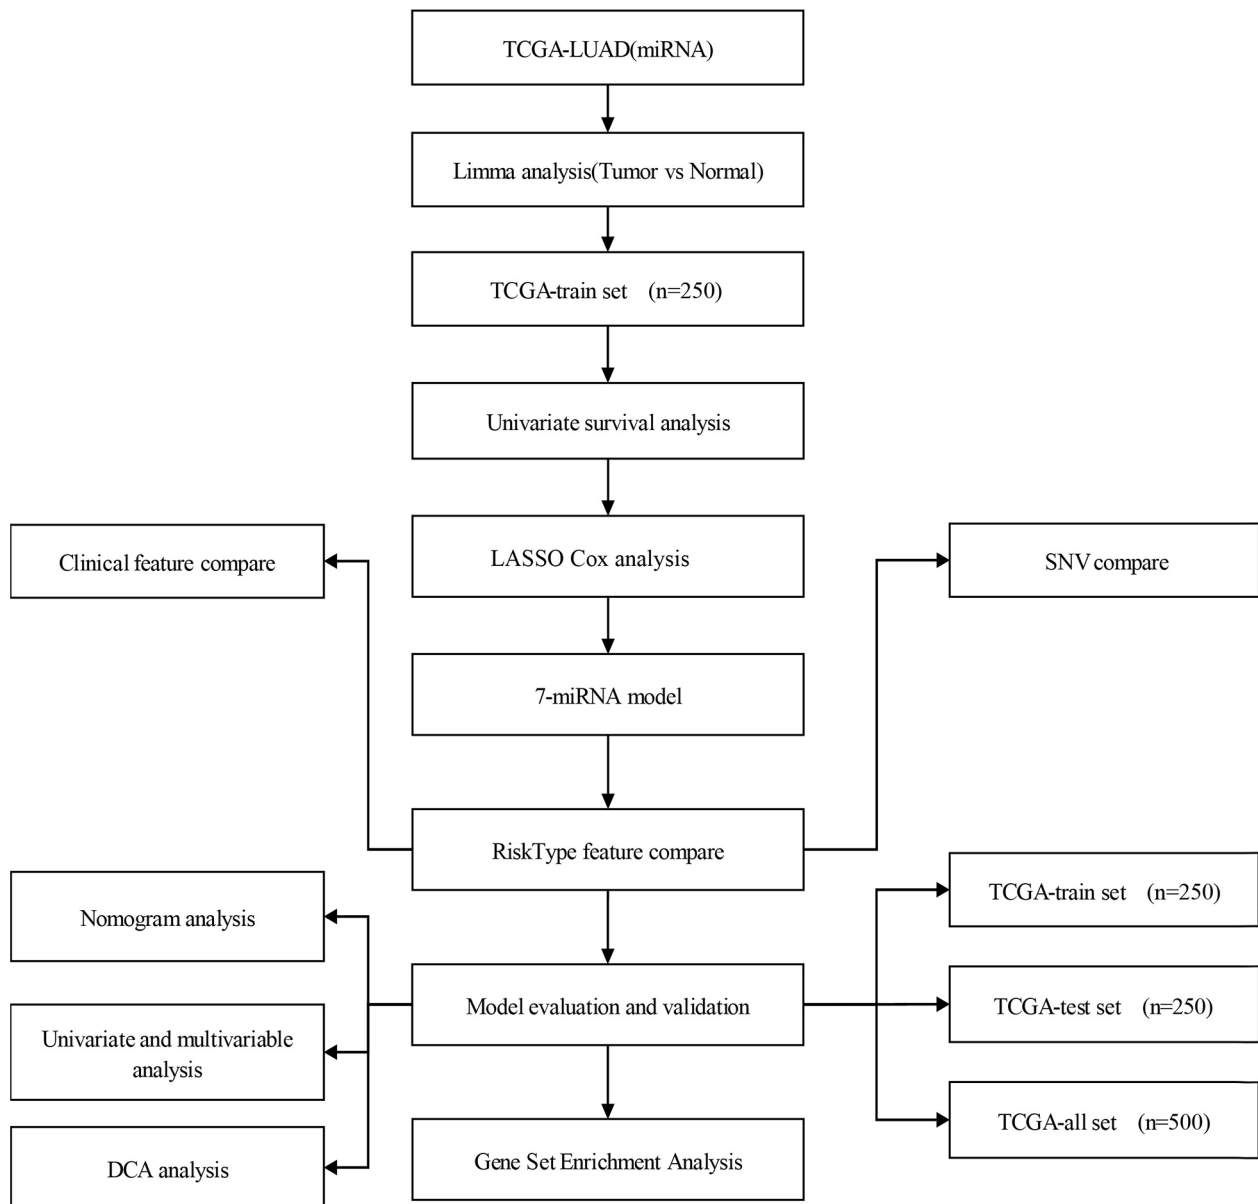 TCGA-LUAD(miRNA)
Limma analysis(Tumor vs Normal)
TCGA-train set (n=250)
Univariate survival analysis
LASSO Cox analysis
Clinical feature compare
SNV compare
7-miRNA model
RiskType feature compare
Nomogram analysis
TCGA-train set (n=250)
Model evaluation and validation
TCGA-test set (n=250)
Univariate and multivariable
analysis
TCGA-all set (n=500)
DCA analysis
Gene Set Enrichment Analysis